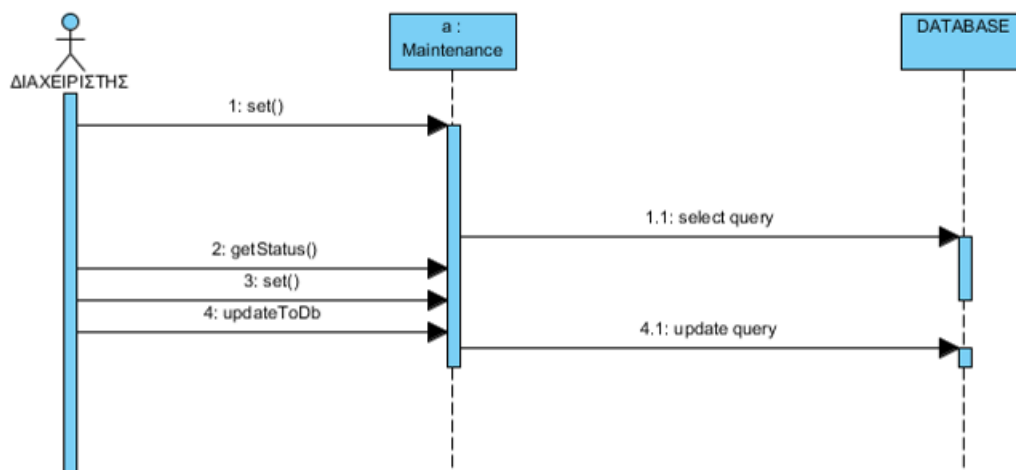 a :
Maintenance
DATABASE
ΔΙΑΧΕΙΡΙΣΤΗΣ
1: set()
1.1: select query
2: getStatus()
3: set()
4: updateToDb
4.1: update query